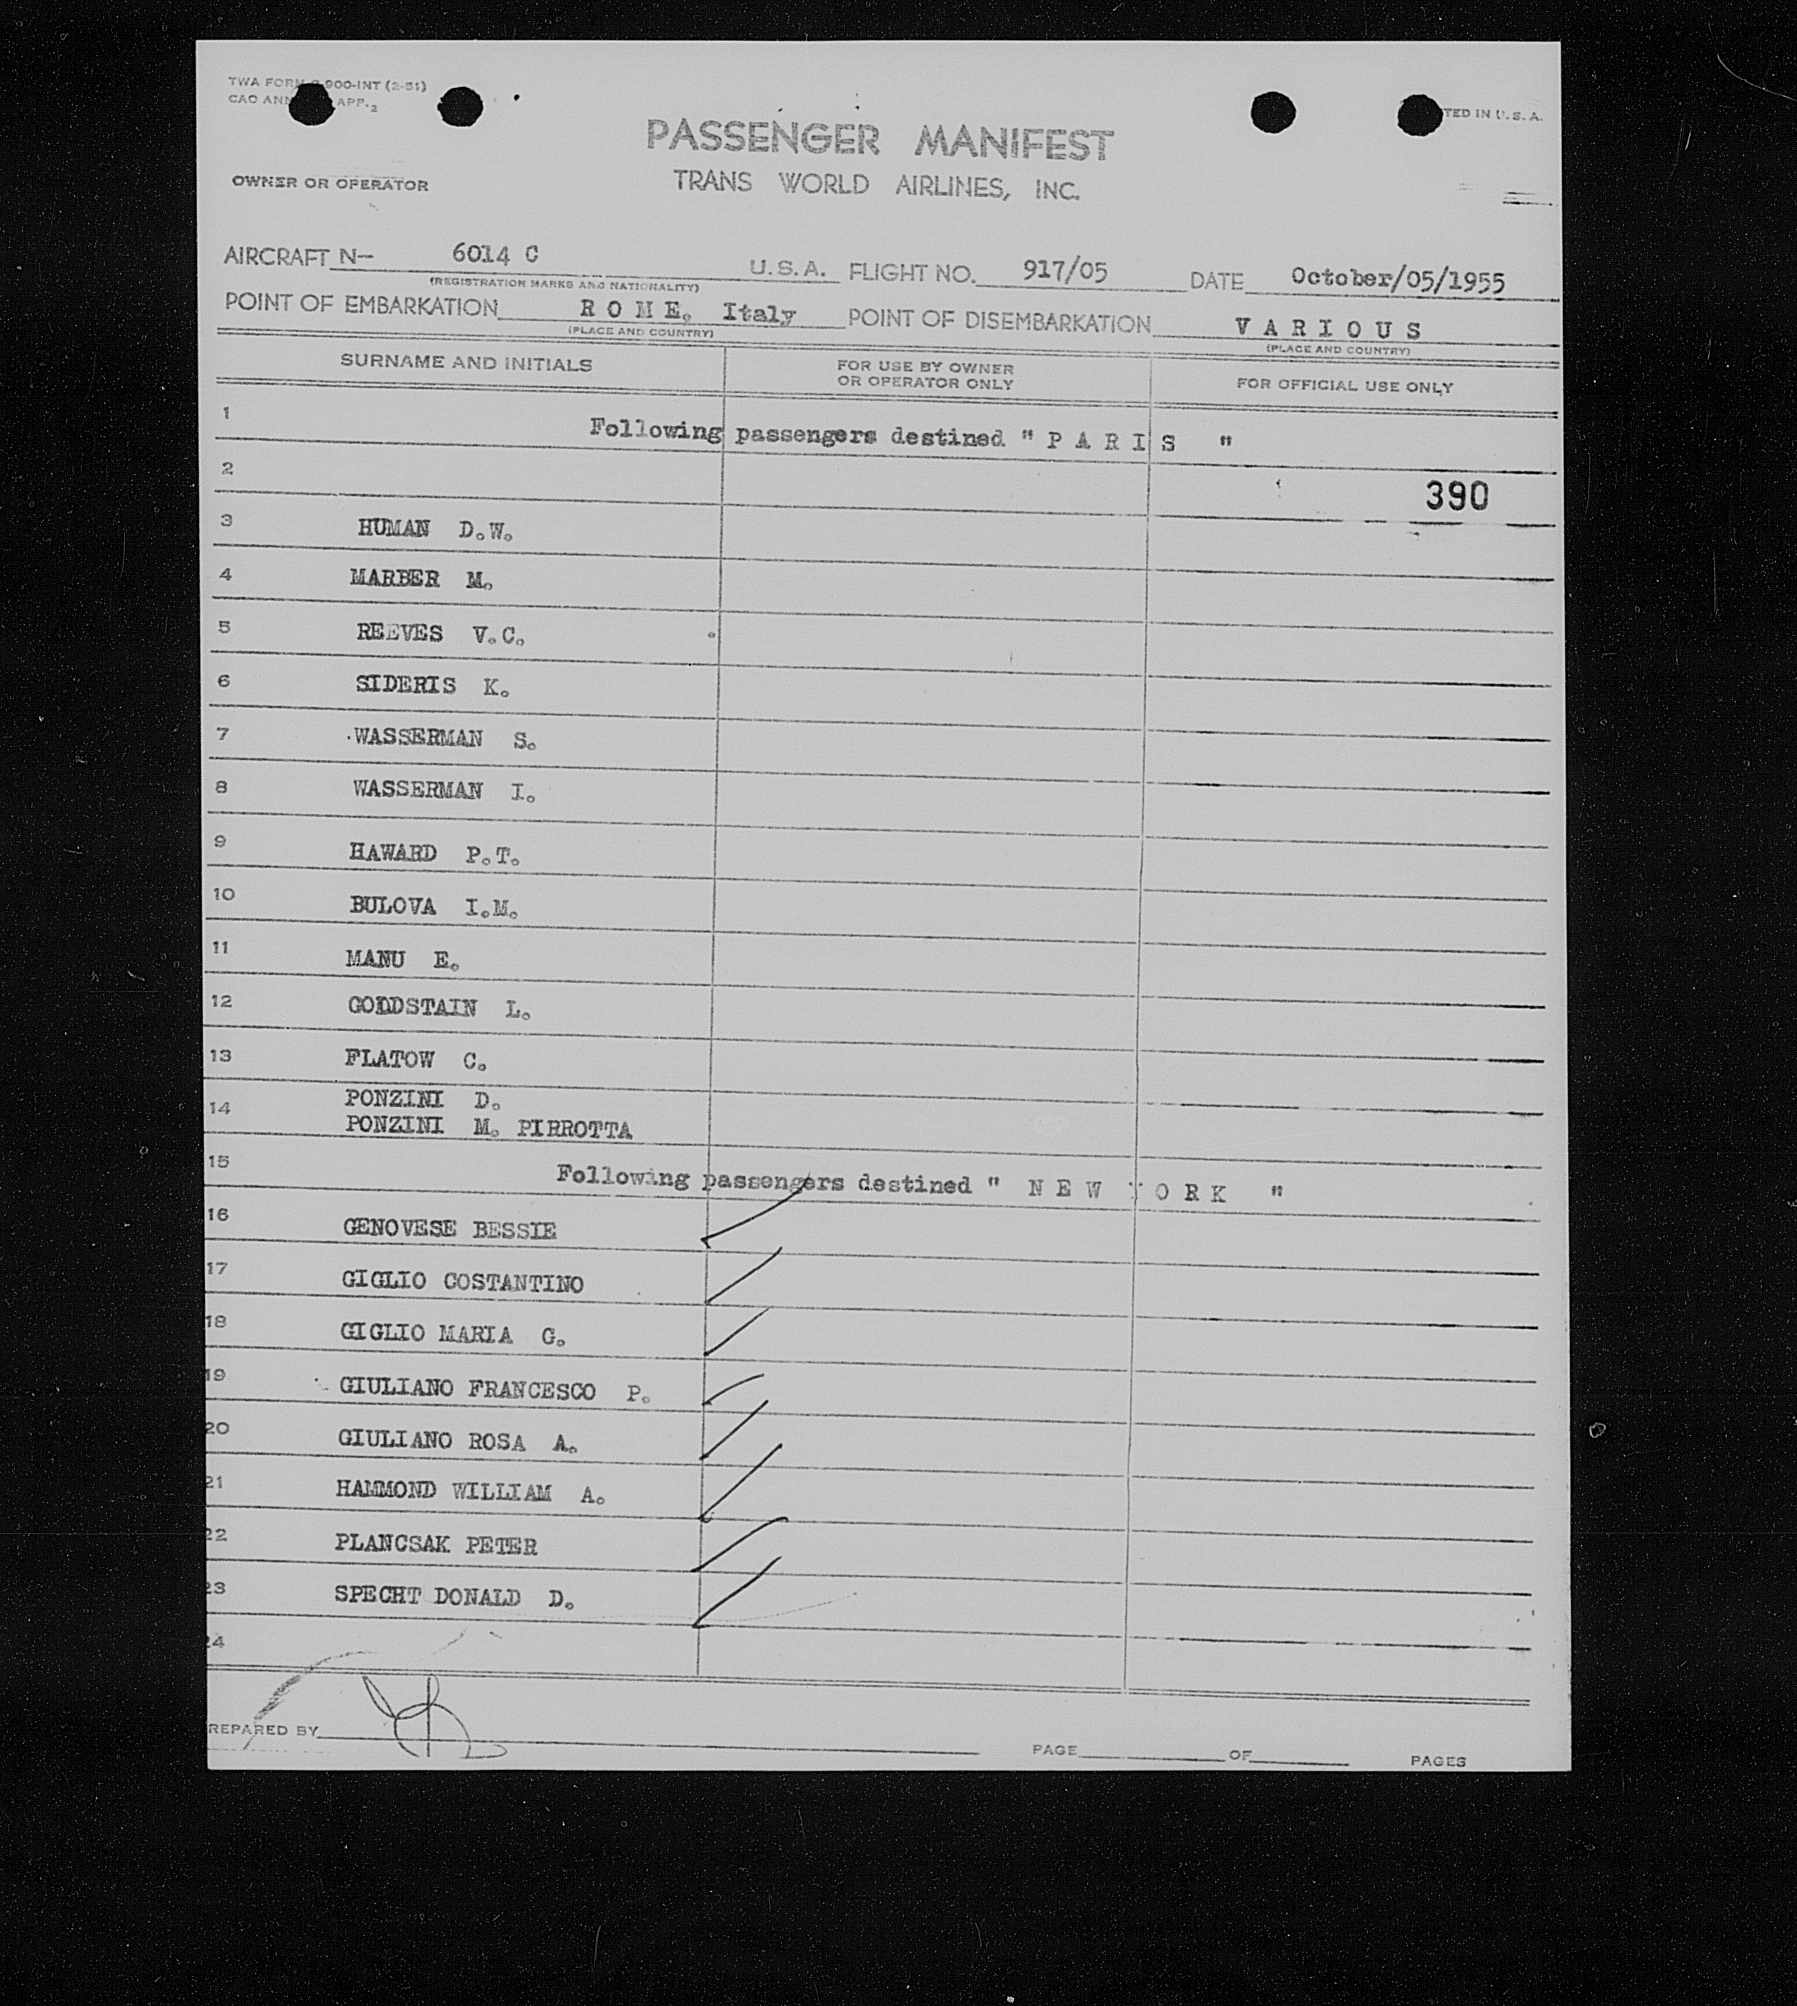 TWA FORM 900-INT (2-51)
CAO ANN APP. 2
TED IN U.S.A.
PASSENGER MANIFEST
OWNER OR OPERATOR
TRANS WORLD AIRLINES, INC.
AIRCRAFT N- 6014 C U.S.A. FLIGHT NO. 917/05 DATE October/05/1955
(REGISTRATION MARKS AND NATIONALITY)
POINT OF EMBARKATION R O M E, Italy POINT OF DISEMBARKATION V A R I O U S
(PLACE AND COUNTRY) (PLACE AND COUNTRY)
SURNAME AND INITIALS FOR USE BY OWNER OR OPERATOR ONLY FOR OFFICIAL USE ONLY
1 Following passengers destined " P A R I S "
2 390
3 HUMAN D.W.
4 MARBER M.
5 REEVES V.C.
6 SIDERIS K.
7 WASSERMAN S.
8 WASSERMAN I.
9 HAWARD P.T.
10 BULOVA I.M.
11 MANU E.
12 L.
13 FLATOW C.
14 PONZINI D.
PONZINI M. PIRROTTA
15 Following passengers destined " N E W Y O R K "
16 GENOVESE BESSIE
17 GIGLIO COSTANTINO
18 GIGLIO MARIA G.
19 GIULIANO FRANCESCO P.
20 GIULIANO ROSA A.
21 HAMMOND WILLIAM A.
22 PLANCSAK PETER
23 SPECHT DONALD D.
24
REPARED BY PAGE OF PAGES